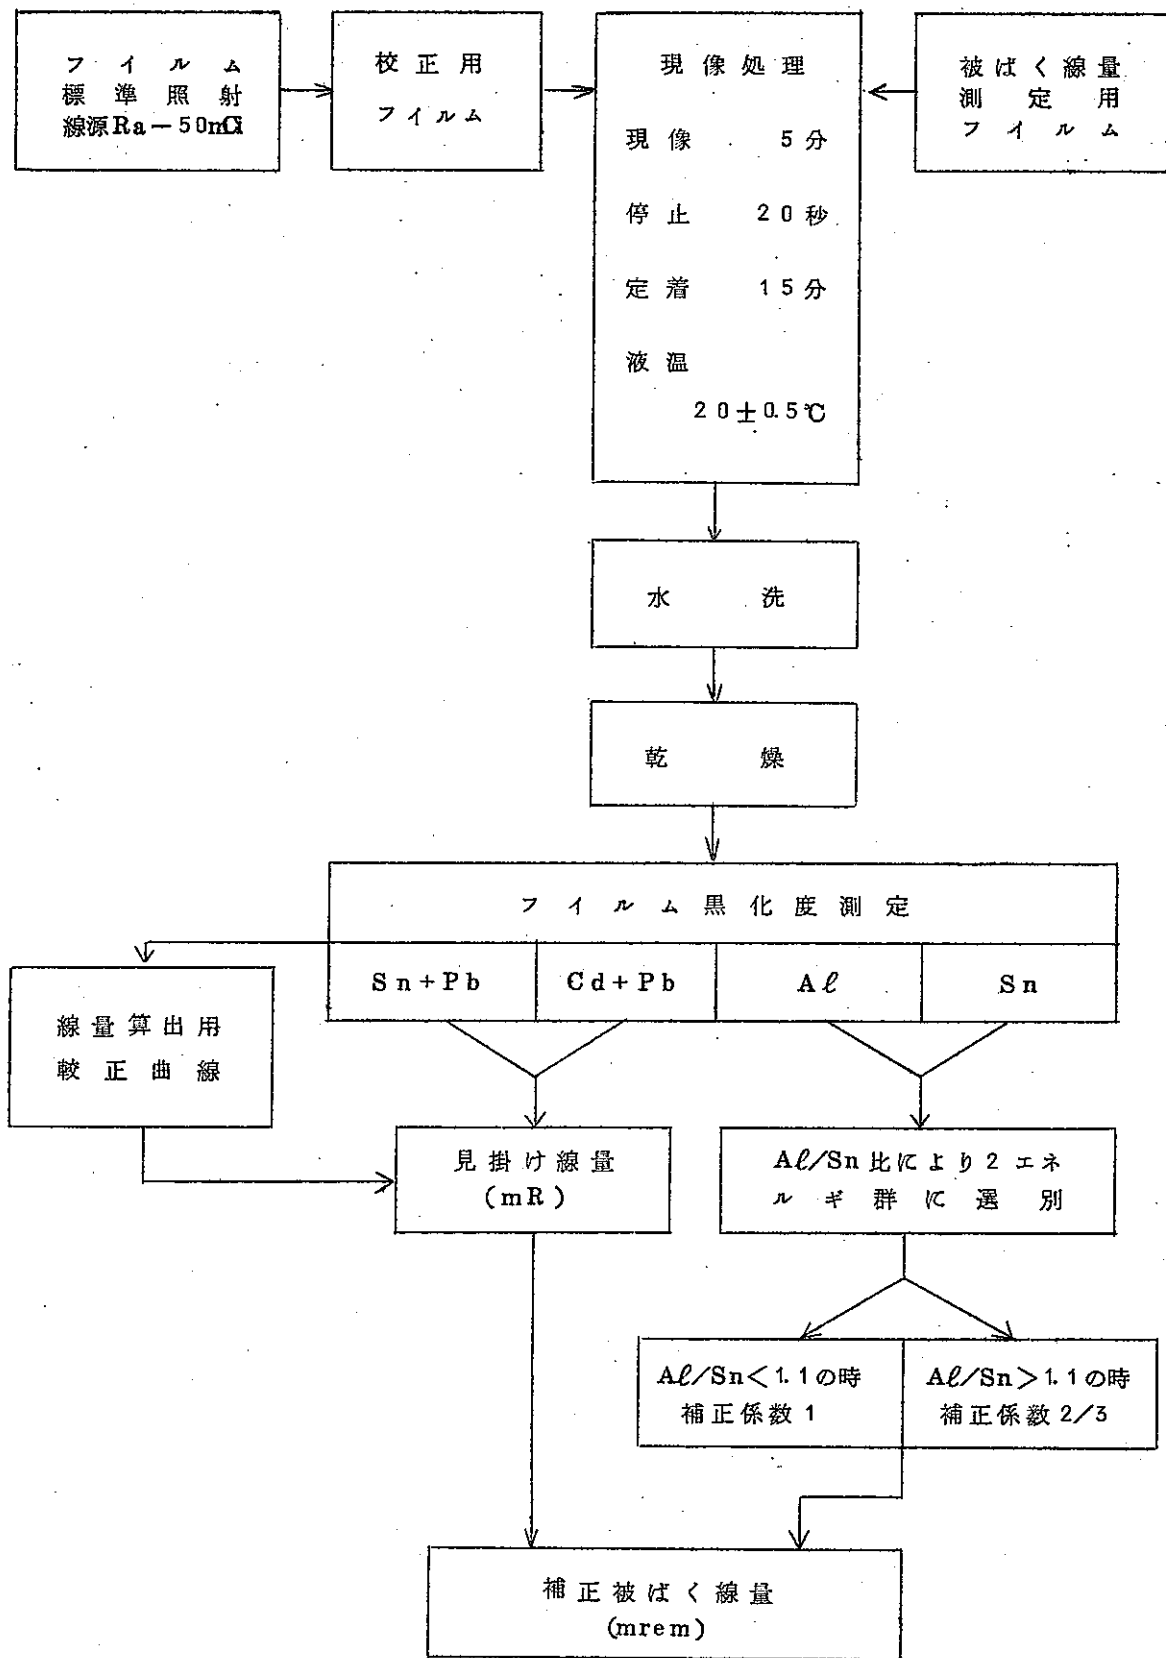 フイルム
標準照射
線源Ra-50mCi
校正用
フイルム
現像処理
現像 5分
停止 20秒
定着 15分
液温
20±0.5℃
被ばく線量
測定用
フイルム
水洗
乾燥
フイルム黒化度測定
Sn+Pb
Cd+Pb
Aℓ
Sn
線量算出用
較正曲線
見掛け線量
(mR)
Aℓ/Sn比により2エネ
ルギ群に選別
Aℓ/Sn<1.1の時
補正係数1
Aℓ/Sn>1.1の時
補正係数2/3
補正被ばく線量
(mrem)